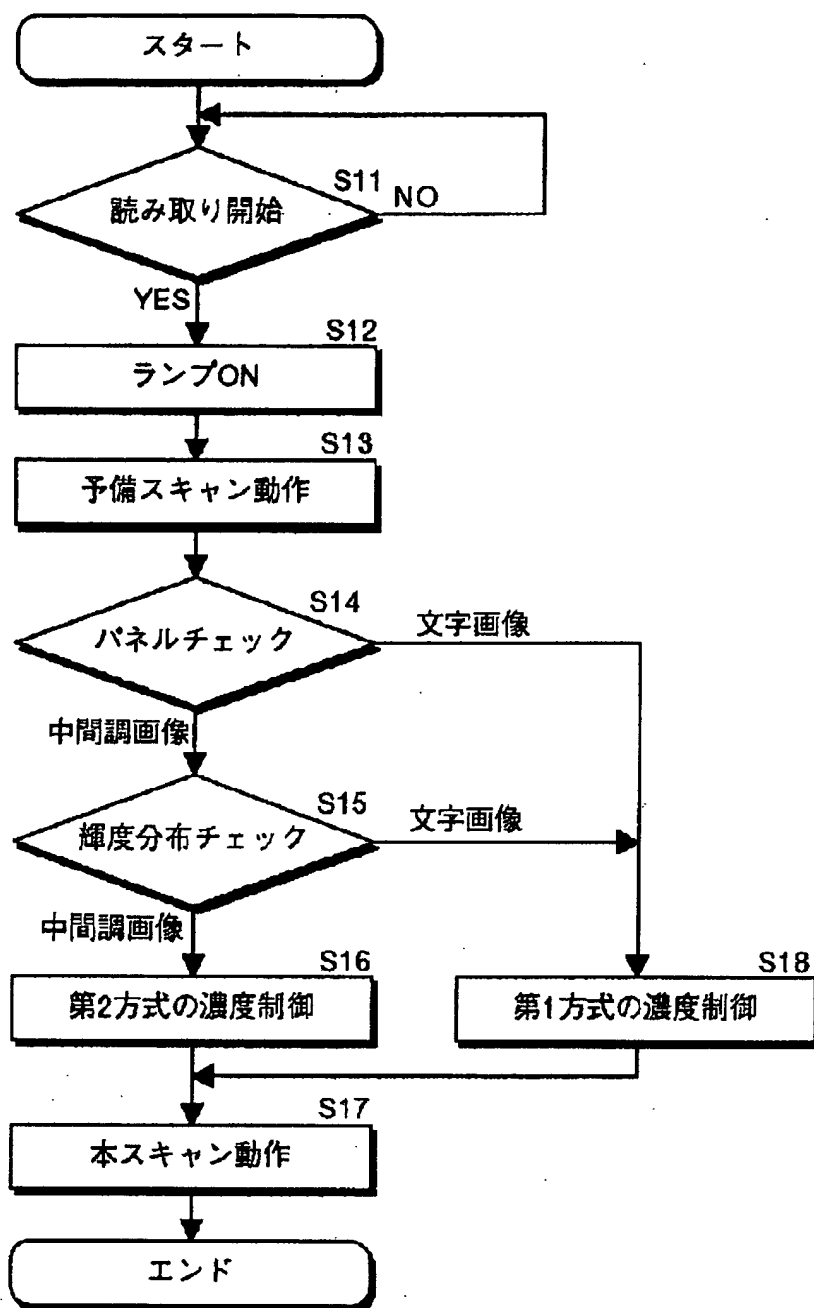 スタート
S11
読み取り開始
NO
YES
S12
ランプON
S13
予備スキャン動作
S14
パネルチェック
文字画像
中間調画像
S15
輝度分布チェック
文字画像
中間調画像
S16
第2方式の濃度制御
S18
第1方式の濃度制御
S17
本スキャン動作
エンド